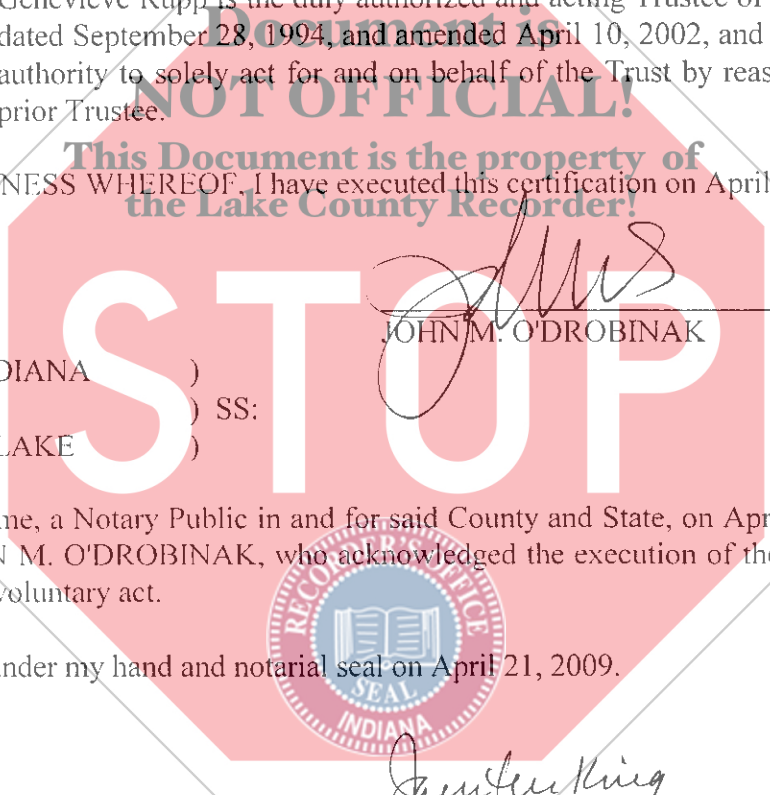 Genevieve Rupp is the duly authorized and acting Trustee of
Document is
dated September 28, 1994, and amended April 10, 2002, and
authority to solely act for and on behalf of the Trust by reas
NOT OFFICIAL!
prior Trustee.
This Document is the property of
NESS WHEREOF, I have executed this certification on April
the Lake County Recorder!
JOHN M. O'DROBINAK
DIANA )
) SS:
LAKE )
STOP
me, a Notary Public in and for said County and State, on Apr
N M. O'DROBINAK, who acknowledged the execution of the
voluntary act.
RECORDER'S OFFICE
under my hand and notarial seal on April 21, 2009.
SEAL
INDIANA
King